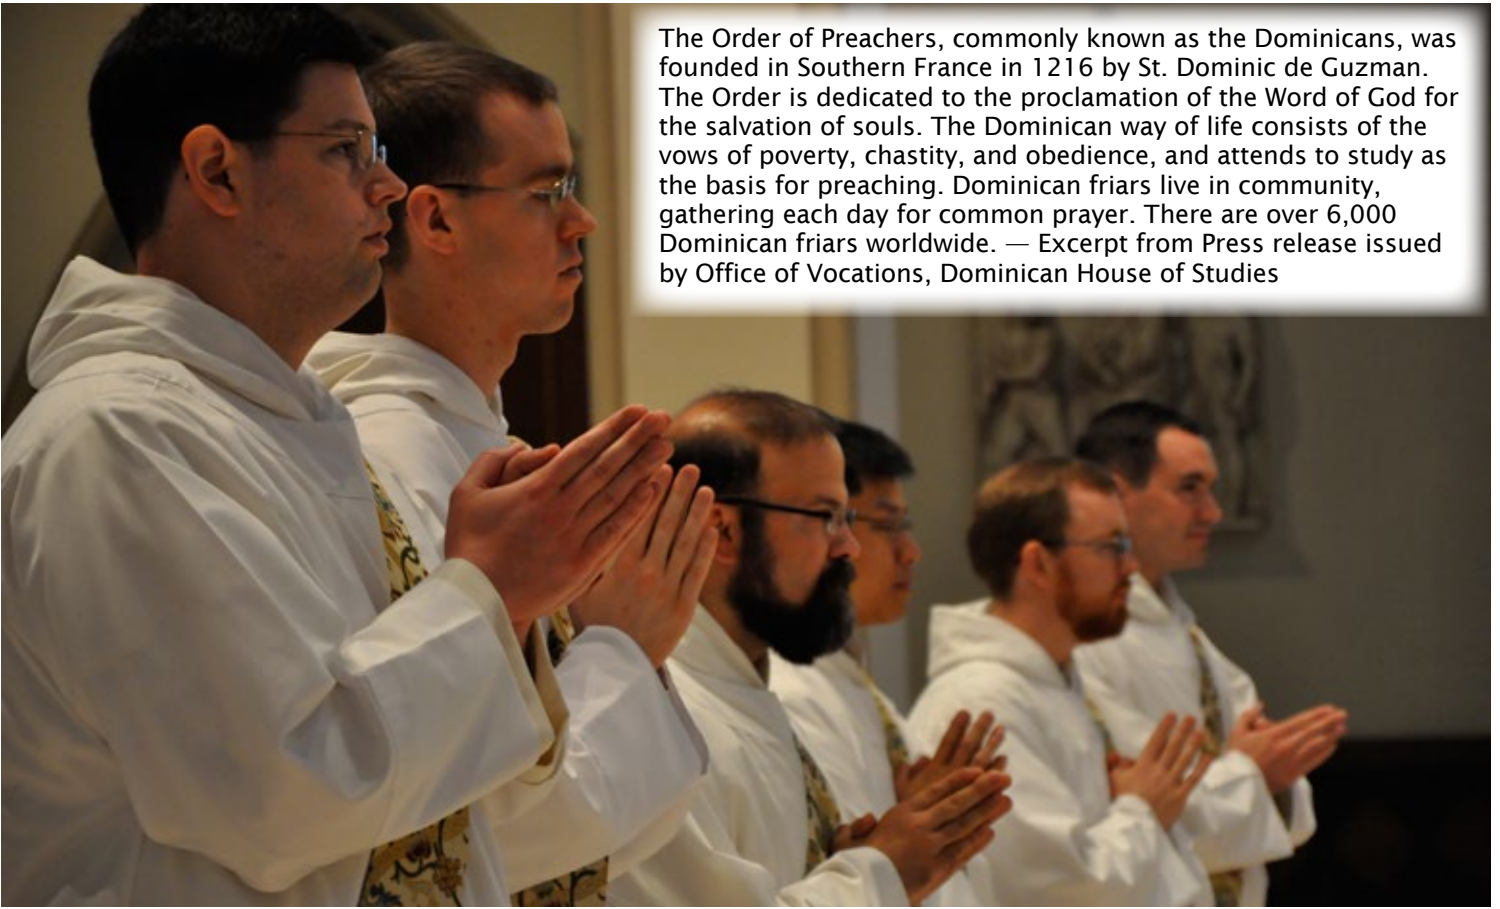 The Order of Preachers, commonly known as the Dominicans, was
founded in Southern France in 1216 by St. Dominic de Guzman.
The Order is dedicated to the proclamation of the Word of God for
the salvation of souls. The Dominican way of life consists of the
vows of poverty, chastity, and obedience, and attends to study as
the basis for preaching. Dominican friars live in community,
gathering each day for common prayer. There are over 6,000
Dominican friars worldwide. — Excerpt from Press release issued
by Office of Vocations, Dominican House of Studies